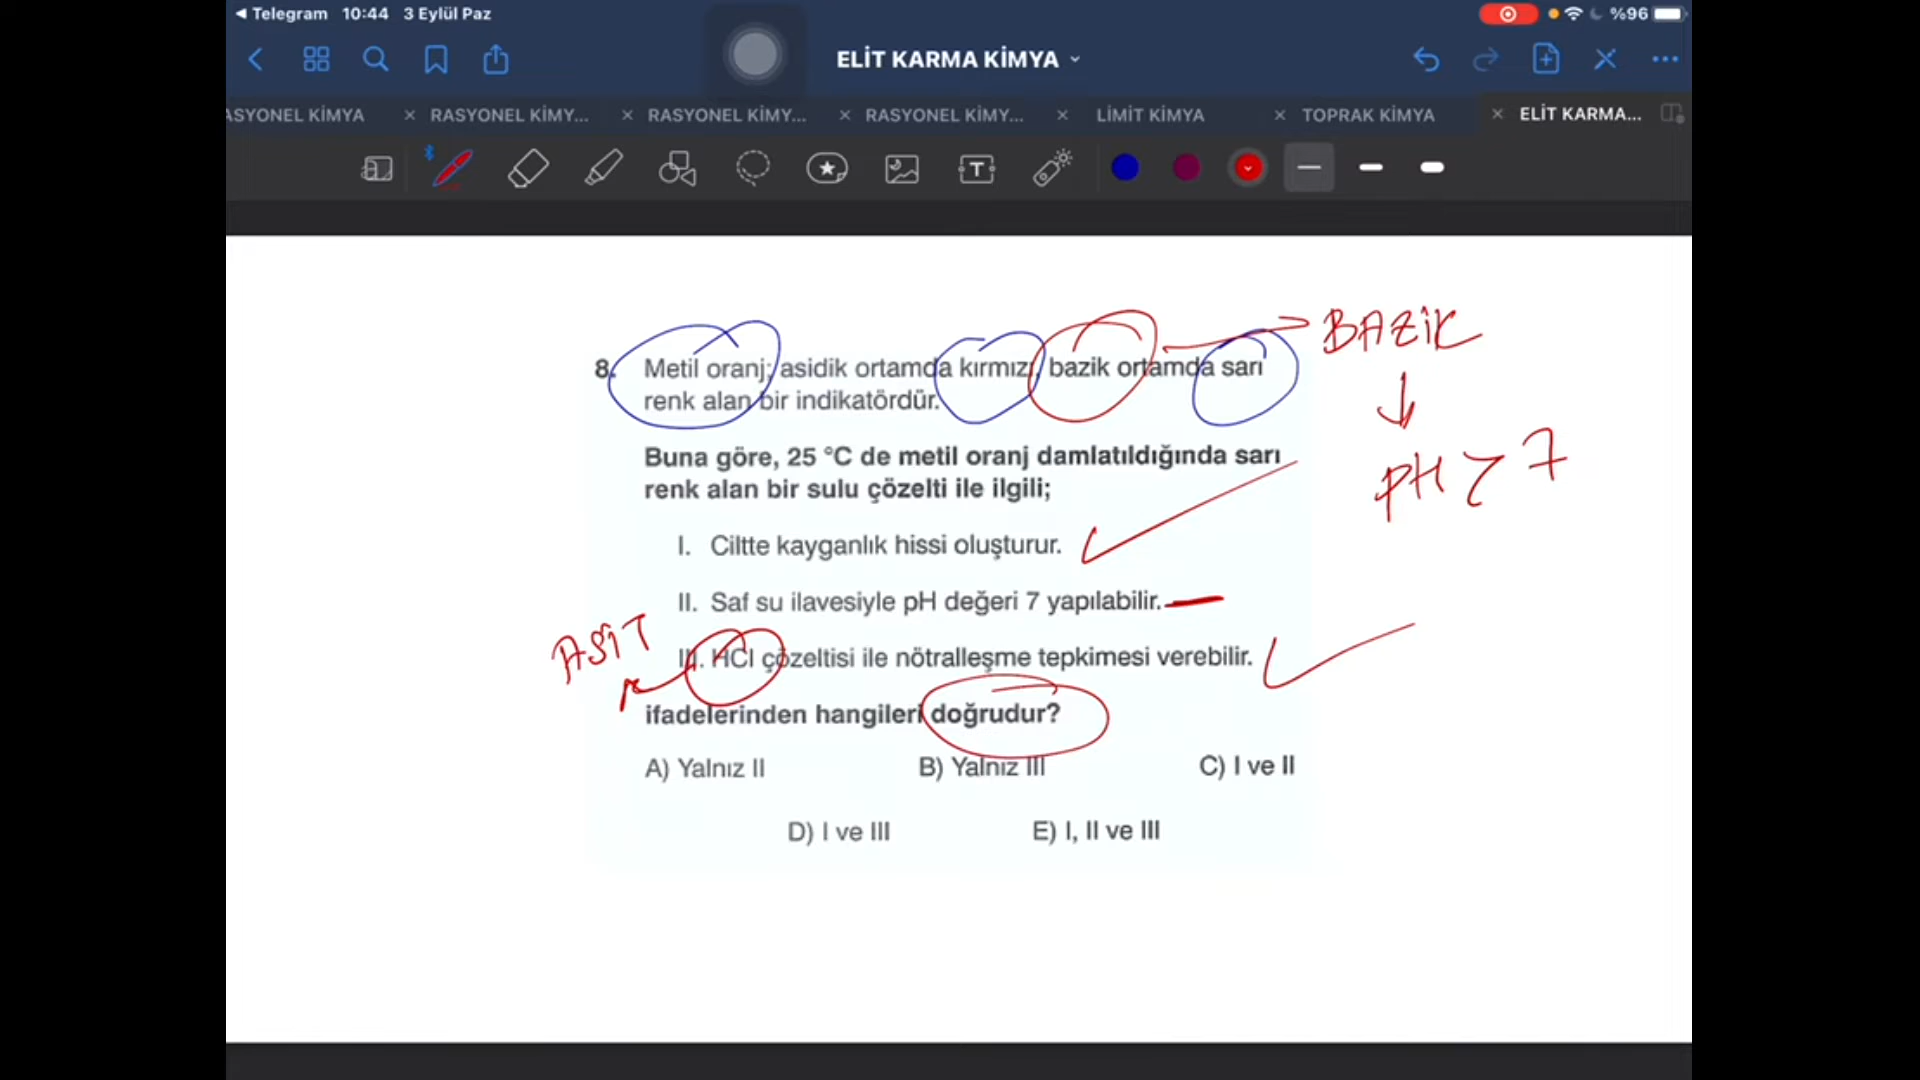 Telegram 10:44 3 Eylül Paz %96
ELİT KARMA KİMYA
ASYONEL KİMYA RASYONEL KİMY... RASYONEL KİMY... RASYONEL KİMY... LİMİT KİMYA TOPRAK KİMYA ELİT KARMA...
BAZİK
8. Metil oranj; asidik ortamda kırmızı, bazik ortamda sarı
renk alan bir indikatördür.
Buna göre, 25 °C de metil oranj damlatıldığında sarı
renk alan bir sulu çözelti ile ilgili;
PH > 7
I. Ciltte kayganlık hissi oluşturur.
II. Saf su ilavesiyle pH değeri 7 yapılabilir.
ASİT
III. HCl çözeltisi ile nötralleşme tepkimesi verebilir.
ifadelerinden hangileri doğrudur?
A) Yalnız II B) Yalnız III C) I ve II
D) I ve III E) I, II ve III